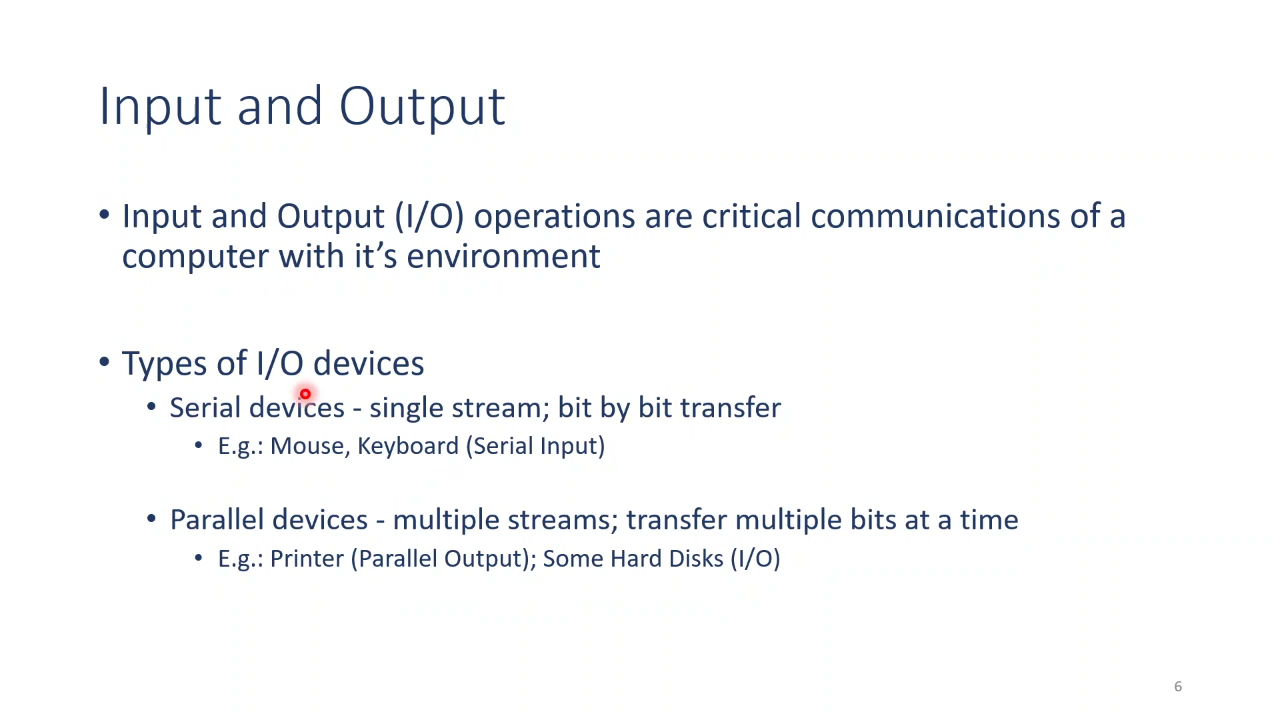 Input and Output
• Input and Output (I/O) operations are critical communications of a
computer with it’s environment
• Types of I/O devices
• Serial devices - single stream; bit by bit transfer
• E.g.: Mouse, Keyboard (Serial Input)
• Parallel devices - multiple streams; transfer multiple bits at a time
• E.g.: Printer (Parallel Output); Some Hard Disks (I/O)
6